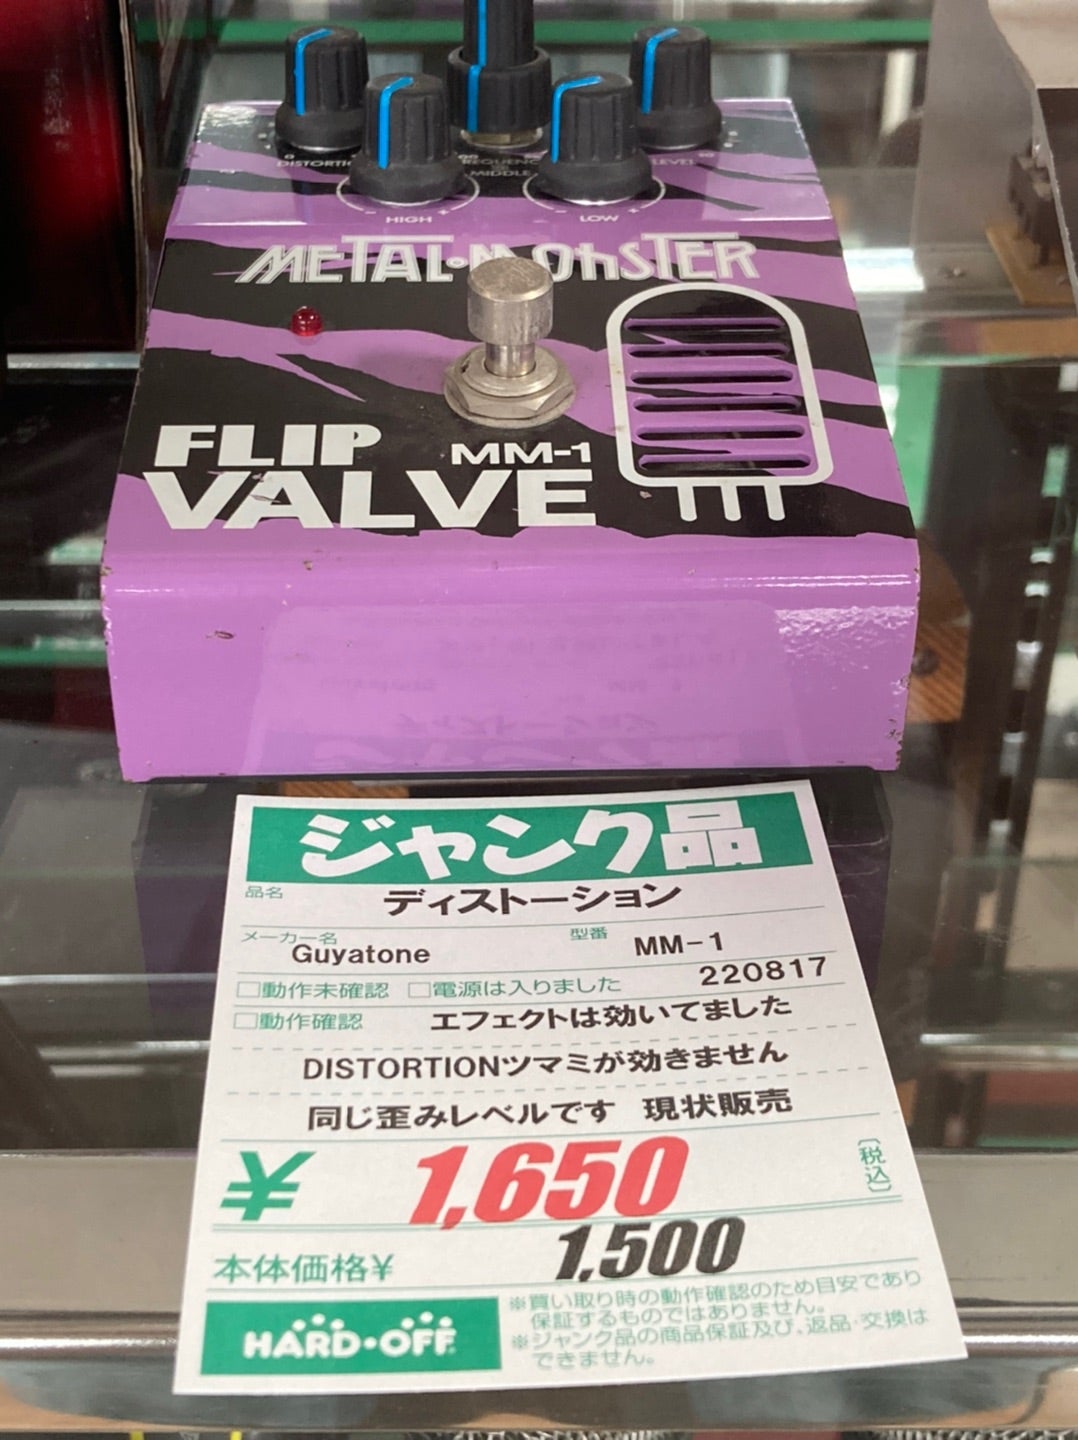 DISTORTION
FREQUENCY
MIDDLE
LEVEL
- HIGH +
- LOW +
METAL・MONSTER
FLIP
MM-1
VALVE
ジャンク品
品名 ディストーション
メーカー名 Guyatone 型番 MM-1
□動作未確認 □電源は入りました 220817
□動作確認 エフェクトは効いてました
DISTORTIONツマミが効きません
同じ歪みレベルです 現状販売
¥1,650 〔税込〕
本体価格¥ 1,500
HARD・OFF
※買い取り時の動作確認のため目安であり
保証するものではありません。
※ジャンク品の商品保証及び、返品・交換は
できません。